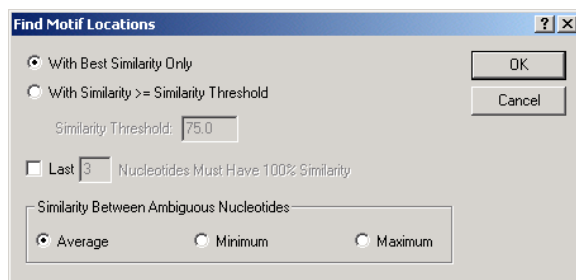 Find Motif Locations
With Best Similarity Only
OK
With Similarity >= Similarity Threshold
Cancel
Similarity Threshold: 75.0
Last 3 Nucleotides Must Have 100% Similarity
Similarity Between Ambiguous Nucleotides
Average Minimum Maximum